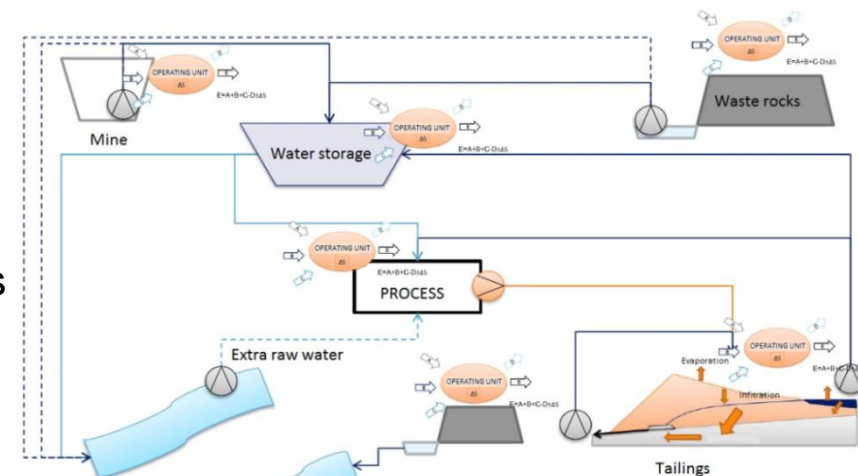 OPERATING UNIT
ΔS
E=A+B+C-D±ΔS
Mine
OPERATING UNIT
ΔS
E=A+B+C-D±ΔS
Waste rocks
OPERATING UNIT
ΔS
E=A+B+C-D±ΔS
Water storage
s
OPERATING UNIT
ΔS
E=A+B+C-D±ΔS
PROCESS
Extra raw water
OPERATING UNIT
ΔS
E=A+B+C-D±ΔS
OPERATING UNIT
ΔS
Evaporation
Infitration
Tailings